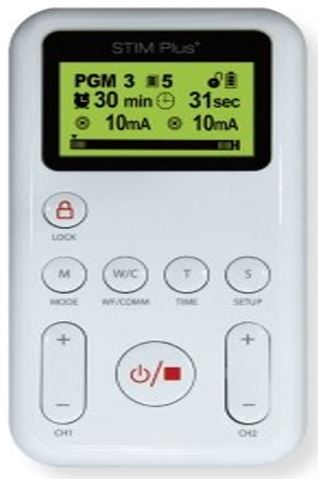 STIM Plus+
PGM 3 5
30 min 31sec
10mA 10mA
H
LOCK
M W/C T S
MODE WF/COMM TIME SETUP
+ +
- -
CH1 CH2